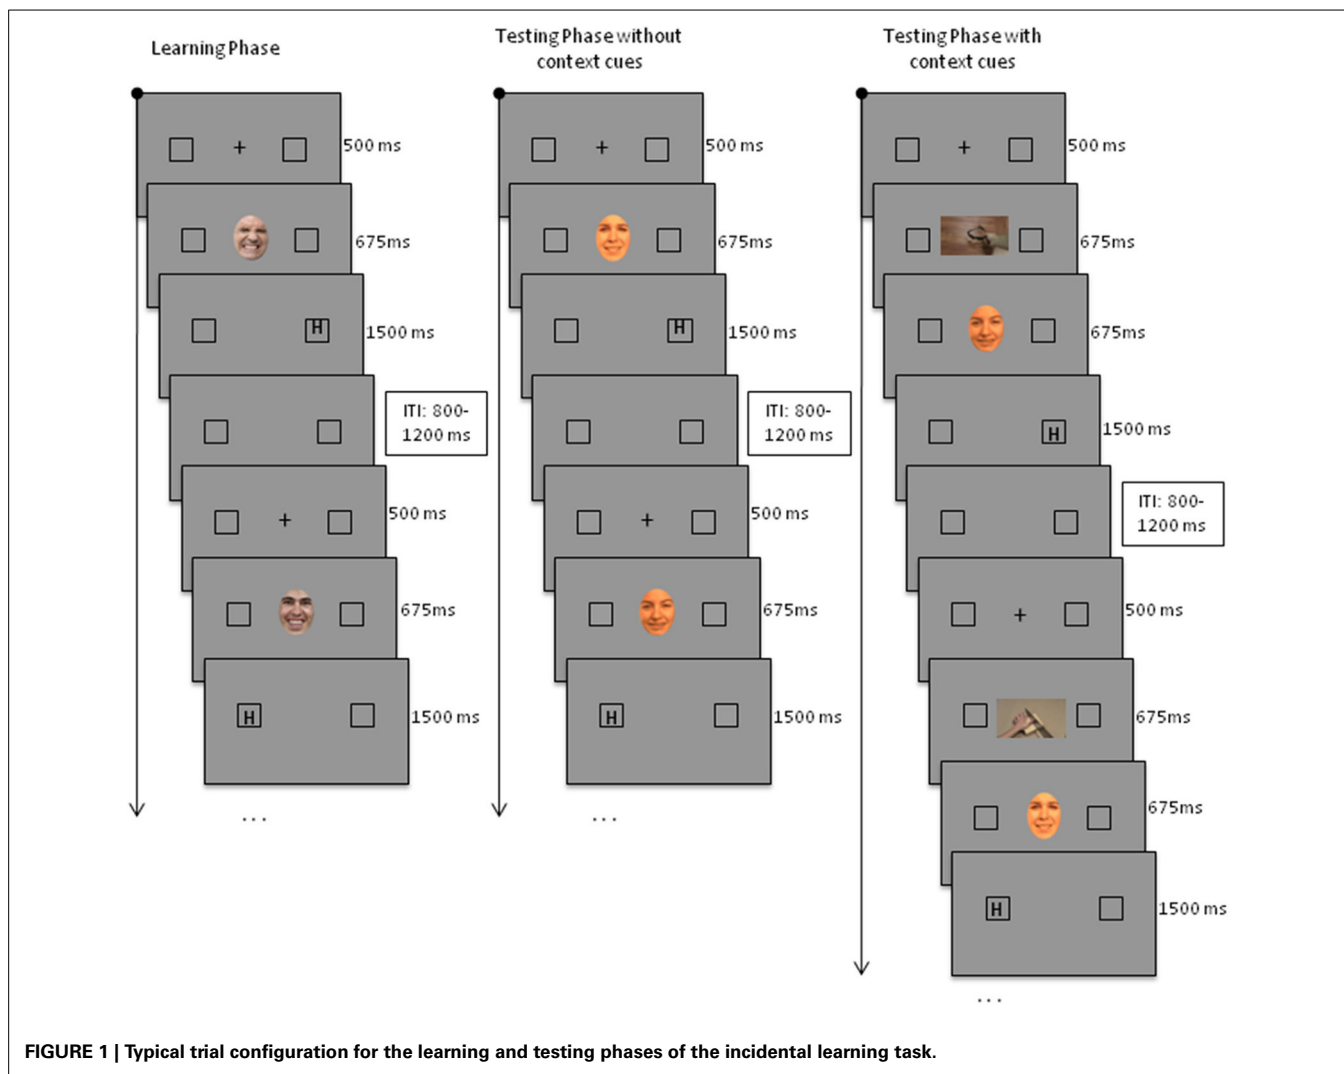 Learning Phase
500 ms
675ms
H
1500 ms
ITI: 800-
1200 ms
500 ms
675ms
H
1500 ms
...
Testing Phase without
context cues
500 ms
675ms
H
1500 ms
ITI: 800-
1200 ms
500 ms
675ms
H
1500 ms
...
Testing Phase with
context cues
500 ms
675ms
675ms
H
1500 ms
ITI: 800-
1200 ms
500 ms
675ms
675ms
H
1500 ms
...
FIGURE 1 | Typical trial configuration for the learning and testing phases of the incidental learning task.